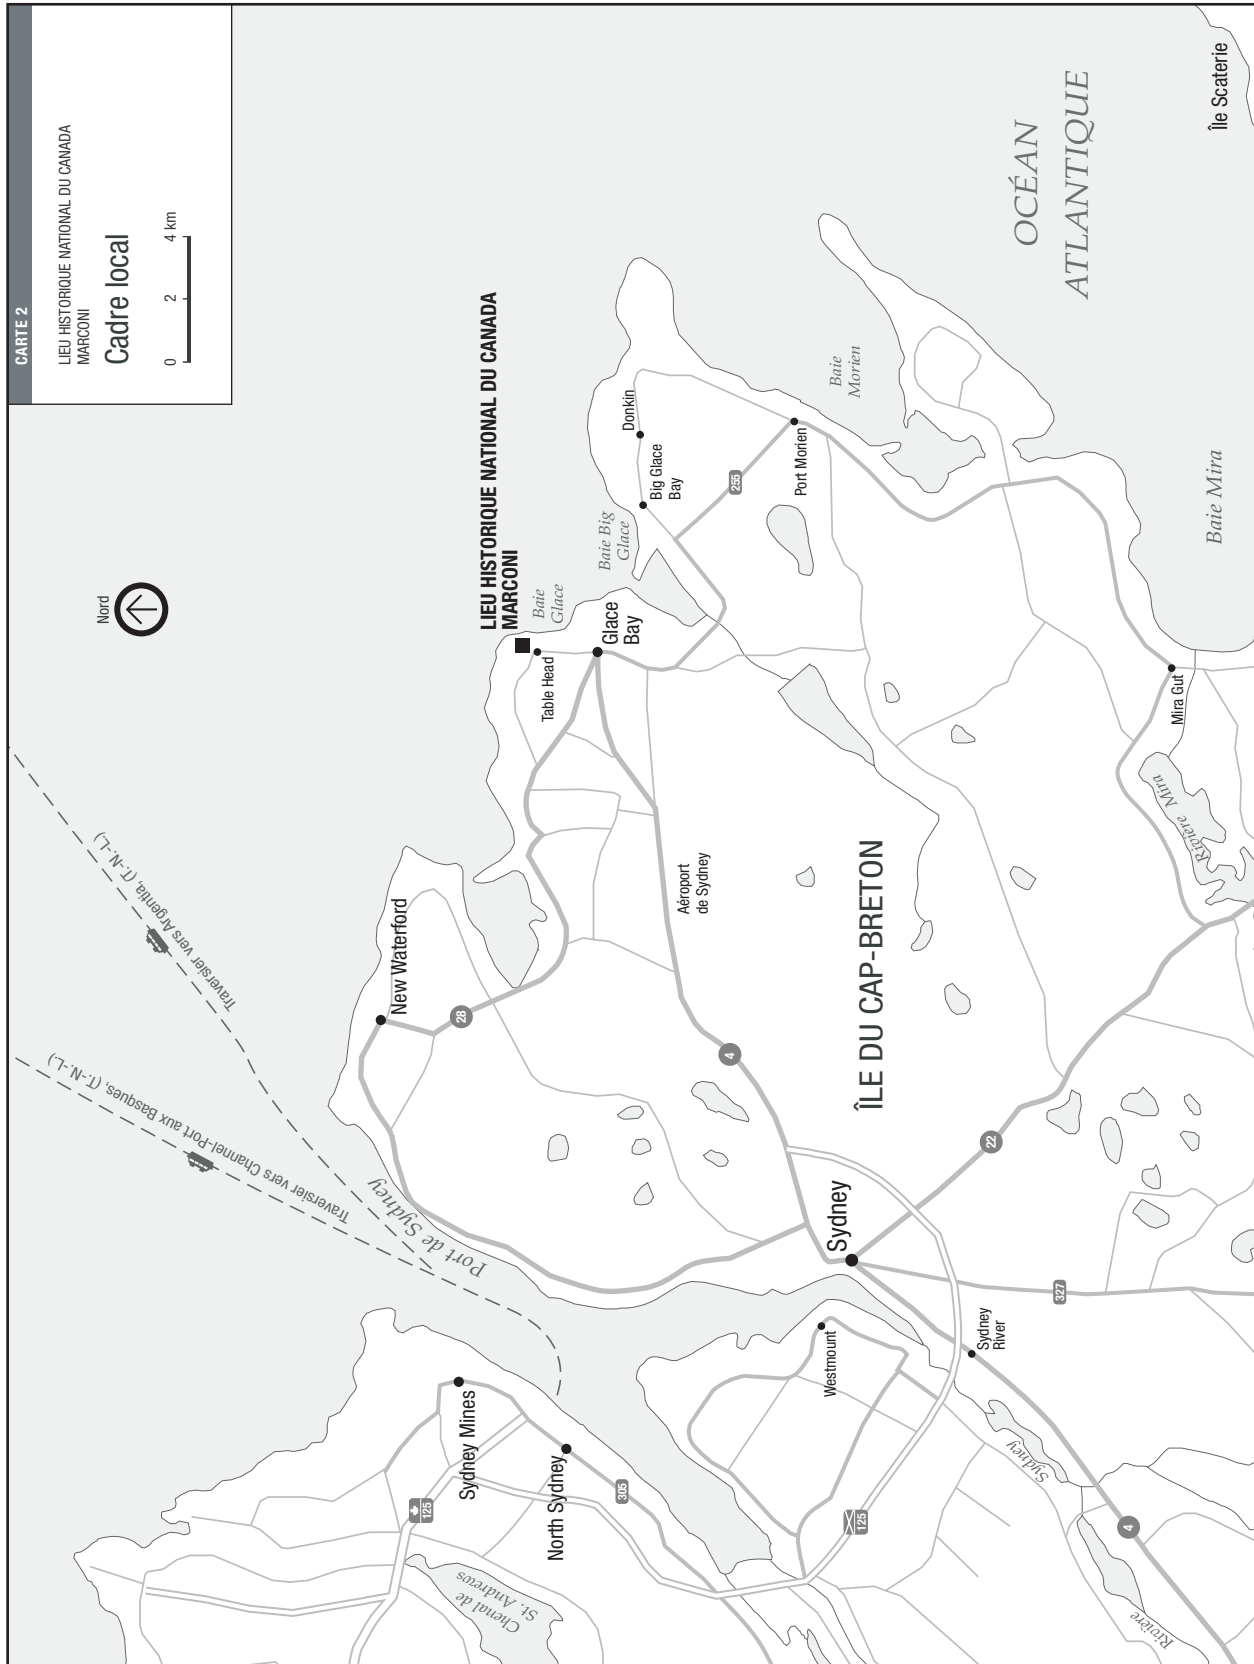 CARTE 2
LIEU HISTORIQUE NATIONAL DU CANADA
MARCONI
Cadre local
0 2 4 km
Nord
Traversier vers Argentia, (T.-N.-L.)
Traversier vers Channel-Port aux Basques, (T.-N.-L.)
Port de Sydney
New Waterford
28
LIEU HISTORIQUE NATIONAL DU CANADA
MARCONI
Baie
Glace
Table Head
Glace
Bay
Baie Big
Glace
Big Glace
Bay
Donkin
255
Port Morien
Baie
Morien
OCÉAN
ATLANTIQUE
Île Scaterie
Baie Mira
Mira Gut
Rivière Mira
Aéroport
de Sydney
4
ÎLE DU CAP-BRETON
22
Sydney
327
Sydney
River
Westmount
Sydney Mines
North Sydney
305
125
125
Chenal de
St. Andrews
Sydney
4
Rivière